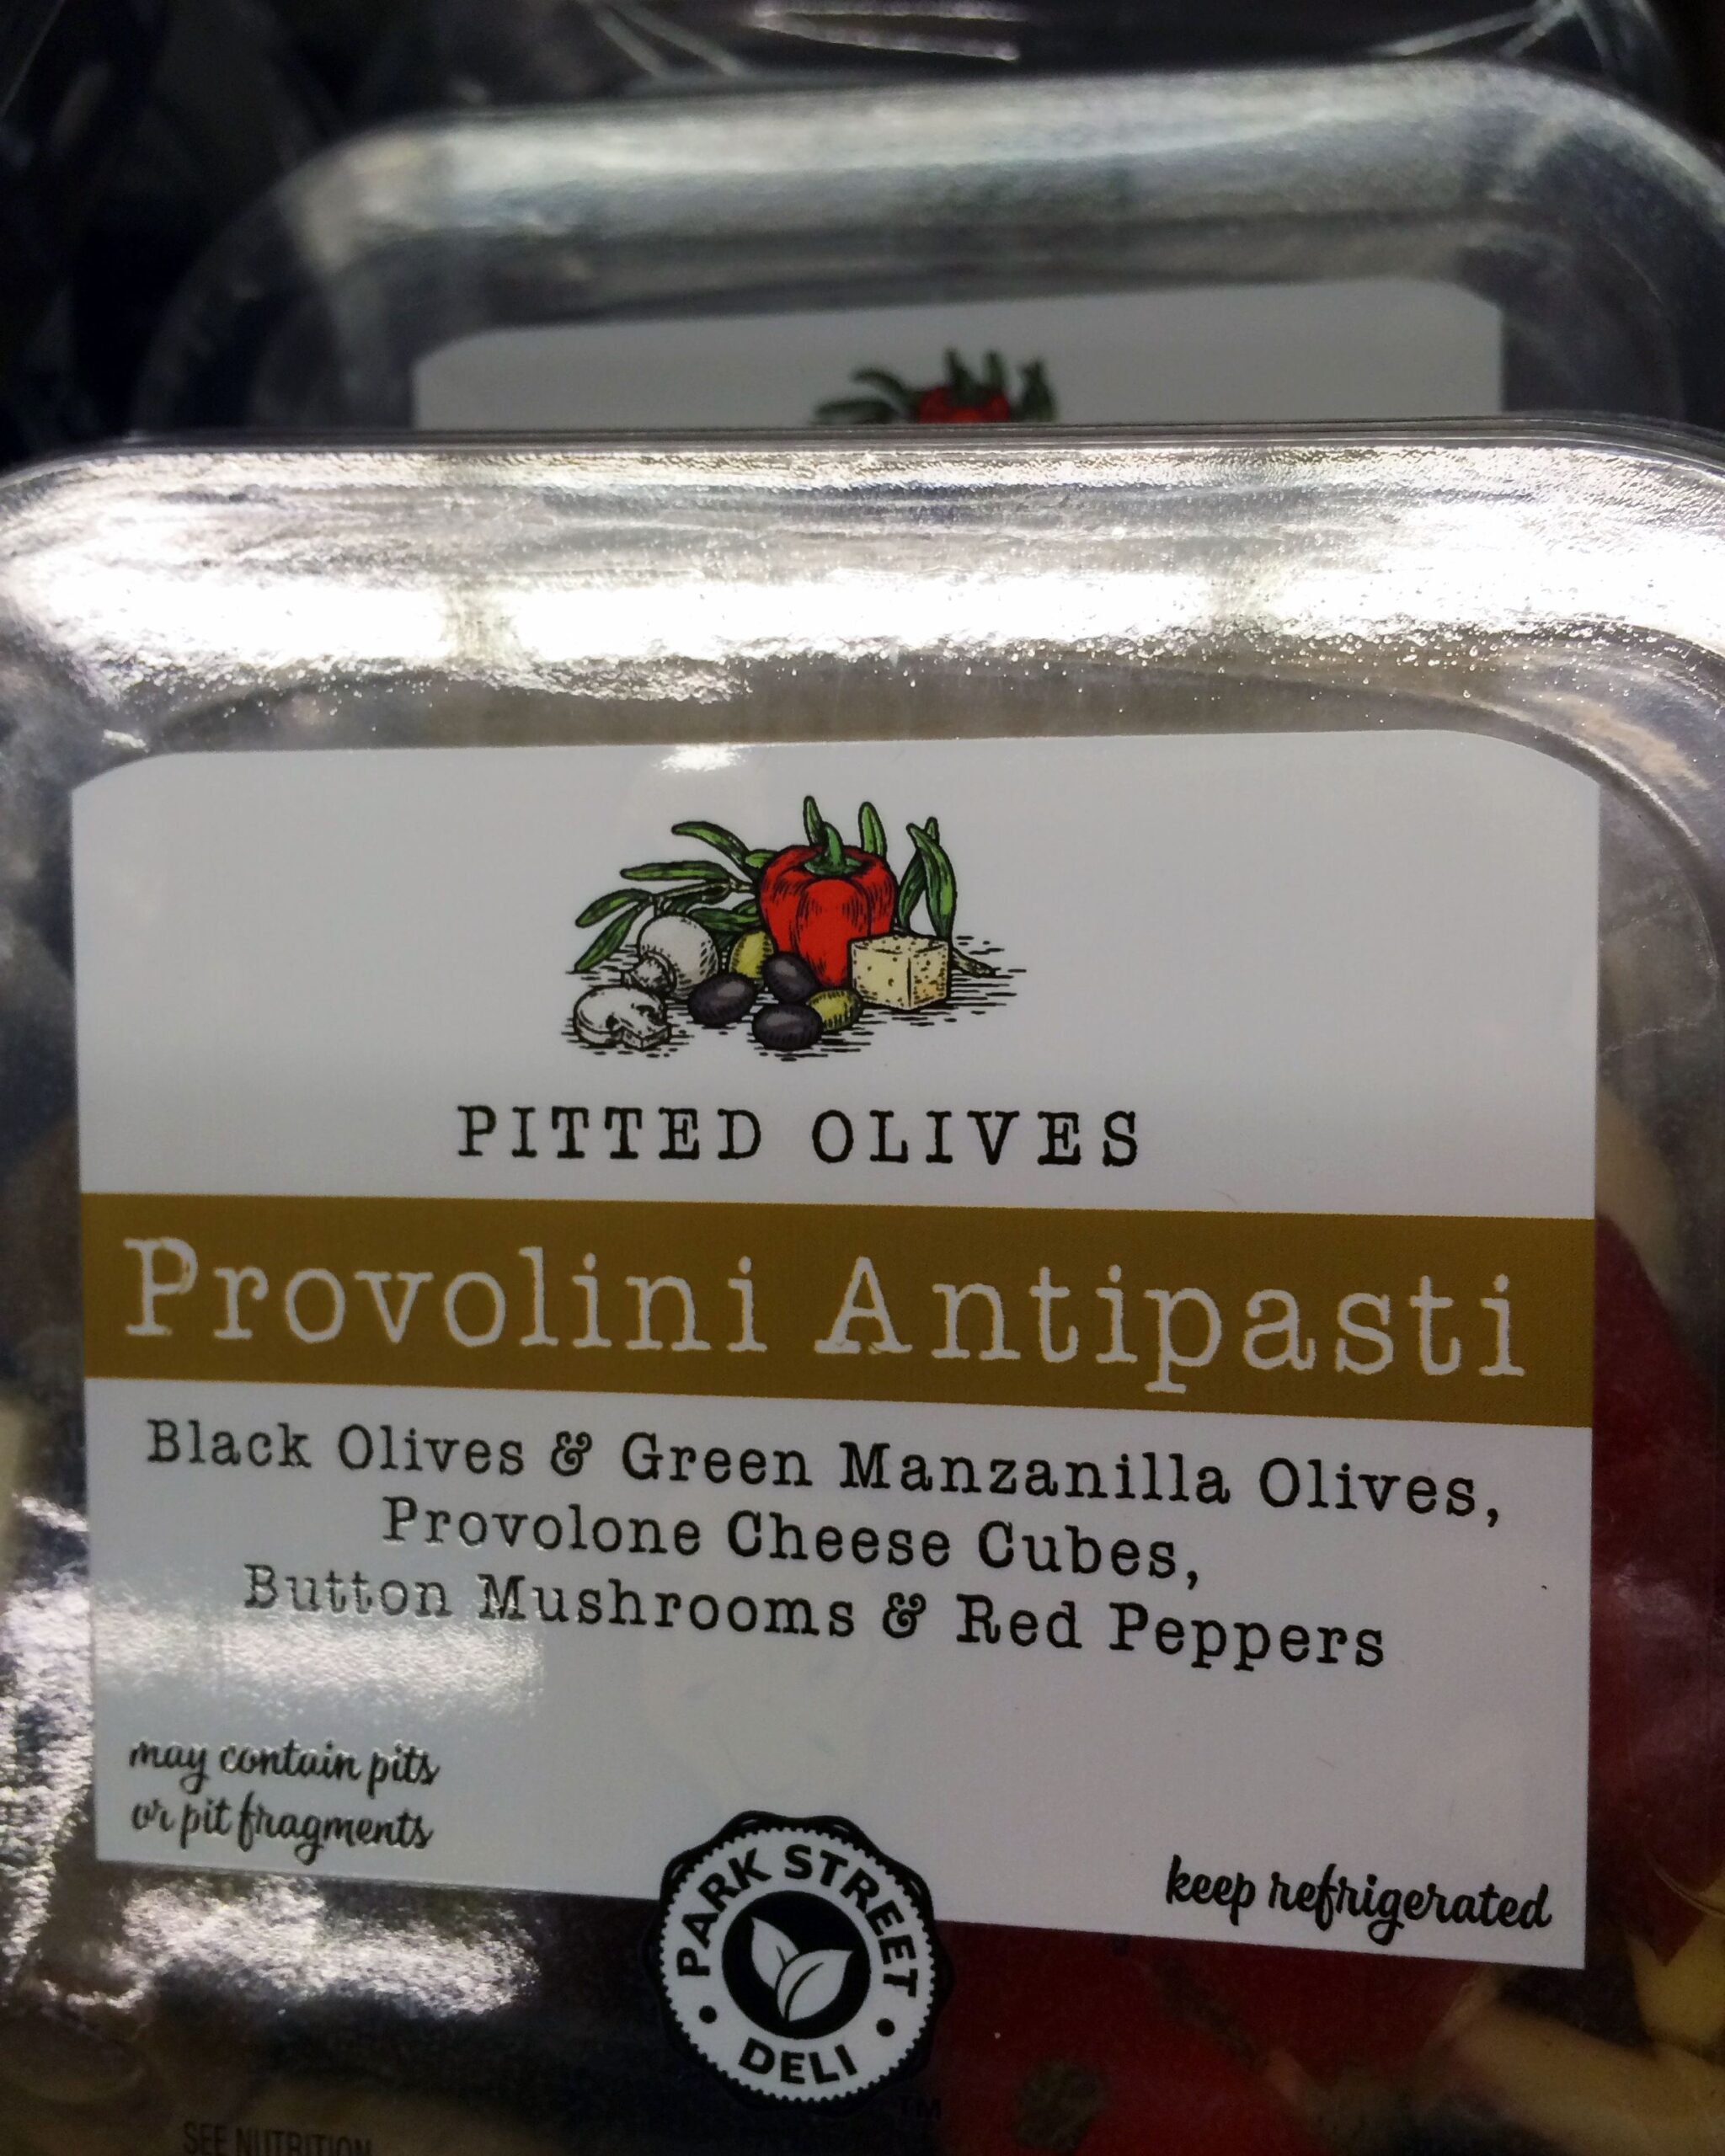 PITTED OLIVES
Provolini Antipasti
Black Olives & Green Manzanilla Olives,
Provolone Cheese Cubes,
Button Mushrooms & Red Peppers
may contain pits
or pit fragments
keep refrigerated
PARK STREET
DELI
TM
SEE NUTRITION